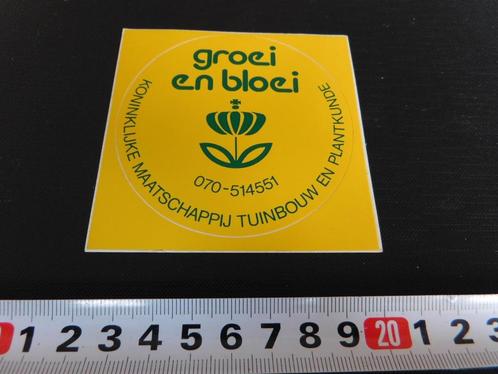 groei
en bloei
070-514551
KONINKLIJKE MAATSCHAPPIJ TUINBOUW EN PLANTKUNDE
1 2 3 4 5 6 7 8 9 20 1 2 3